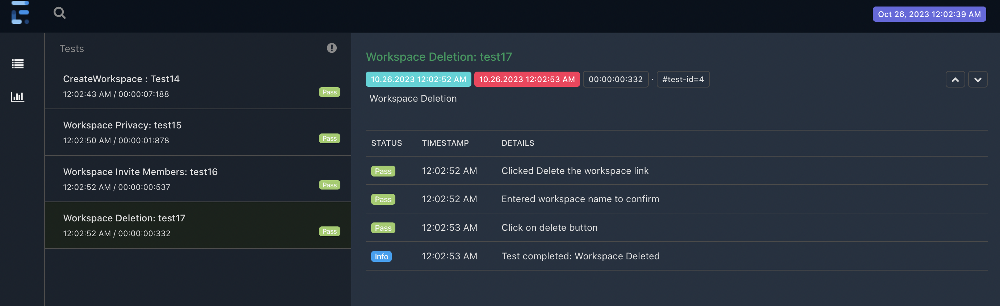 Oct 26, 2023 12:02:39 AM
Tests
CreateWorkspace : Test14
12:02:43 AM / 00:00:07:188
Pass
Workspace Privacy: test15
12:02:50 AM / 00:00:01:878
Pass
Workspace Invite Members: test16
12:02:52 AM / 00:00:00:537
Pass
Workspace Deletion: test17
12:02:52 AM / 00:00:00:332
Pass
Workspace Deletion: test17
10.26.2023 12:02:52 AM 10.26.2023 12:02:53 AM 00:00:00:332 · #test-id=4
Workspace Deletion
STATUS TIMESTAMP DETAILS
Pass 12:02:52 AM Clicked Delete the workspace link
Pass 12:02:52 AM Entered workspace name to confirm
Pass 12:02:53 AM Click on delete button
Info 12:02:53 AM Test completed: Workspace Deleted